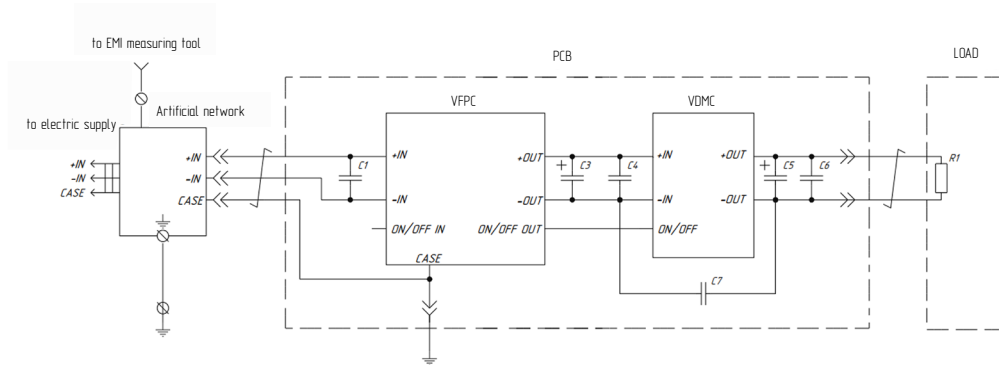 to EMI measuring tool
PCB
LOAD
VFPC
VDMC
Artificial network
to electric supply
+IN
-IN
CASE
+IN
-IN
CASE
C1
+IN
-IN
ON/OFF IN
CASE
+OUT
-OUT
ON/OFF OUT
+
C3
C4
+IN
-IN
ON/OFF
+OUT
-OUT
+
C5
C6
C7
R1